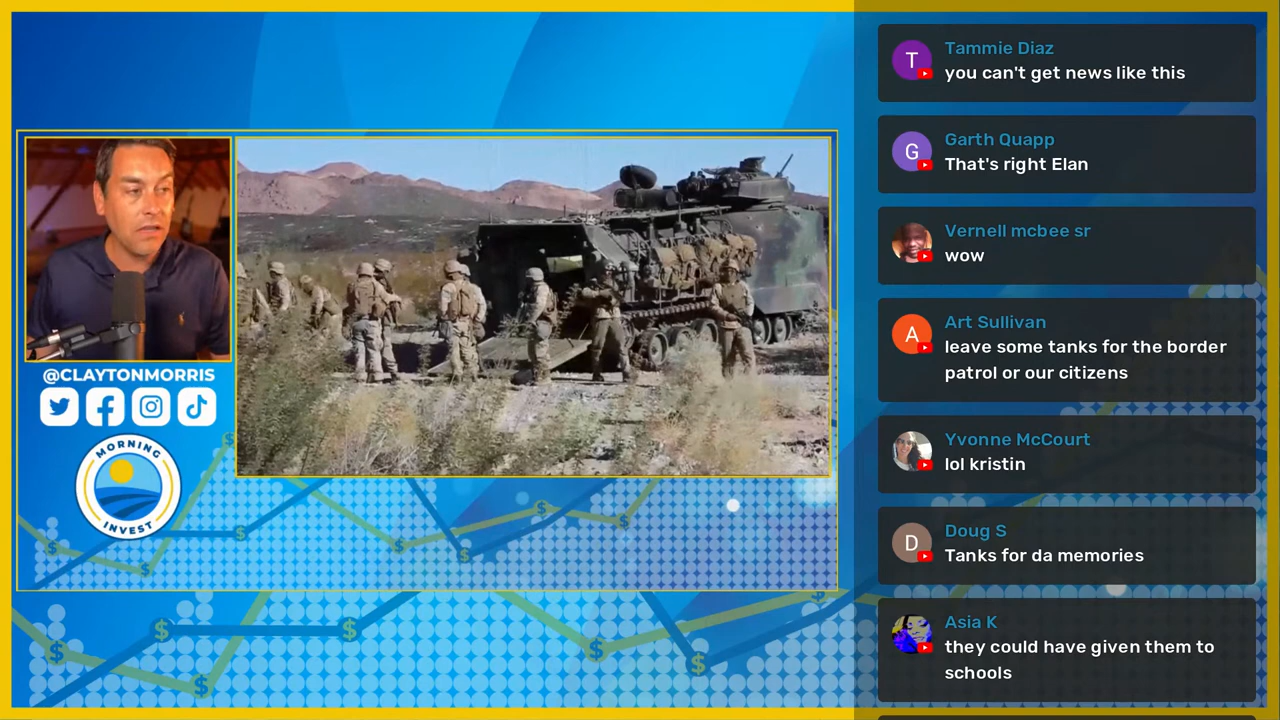 @CLAYTONMORRIS
MORNING
INVEST
T
Tammie Diaz
you can't get news like this
G
Garth Quapp
That's right Elan
Vernell mcbee sr
wow
A
Art Sullivan
leave some tanks for the border
patrol or our citizens
Yvonne McCourt
lol kristin
D
Doug S
Tanks for da memories
Asia K
they could have given them to
schools